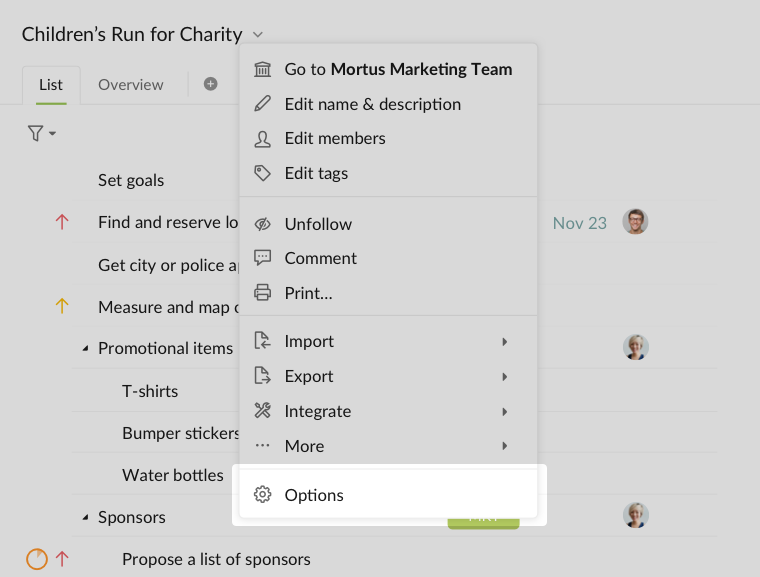 Children's Run for Charity
List
Overview
Go to Mortus Marketing Team
Edit name & description
Edit members
Edit tags
Unfollow
Comment
Print...
Import
Export
Integrate
More
Options
Set goals
Find and reserve
Nov 23
Get city or police
Measure and map
Promotional items
T-shirts
Bumper stickers
Water bottles
Sponsors
Propose a list of sponsors